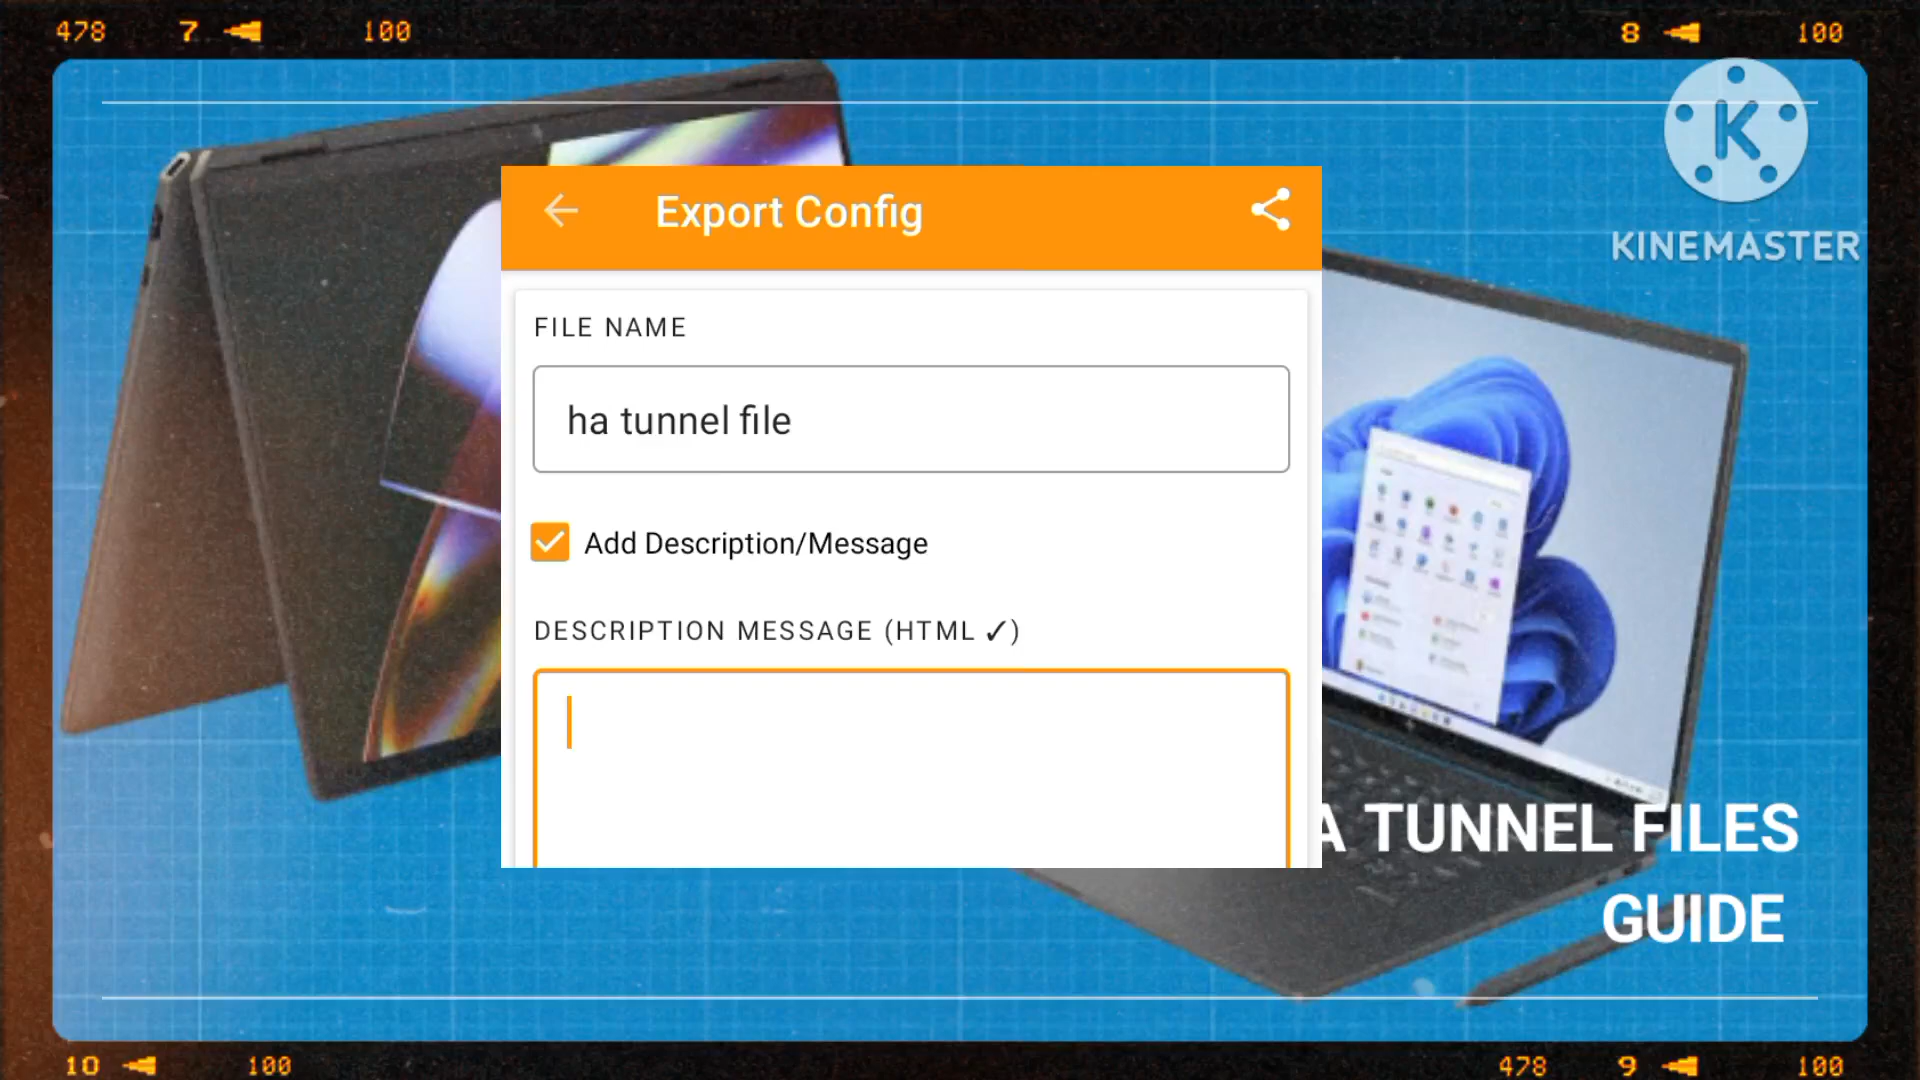 478 7 100 8 100
KINEMASTER
Export Config
FILE NAME
ha tunnel file
Add Description/Message
DESCRIPTION MESSAGE (HTML ✓)
A TUNNEL FILES
GUIDE
10 100 478 9 100